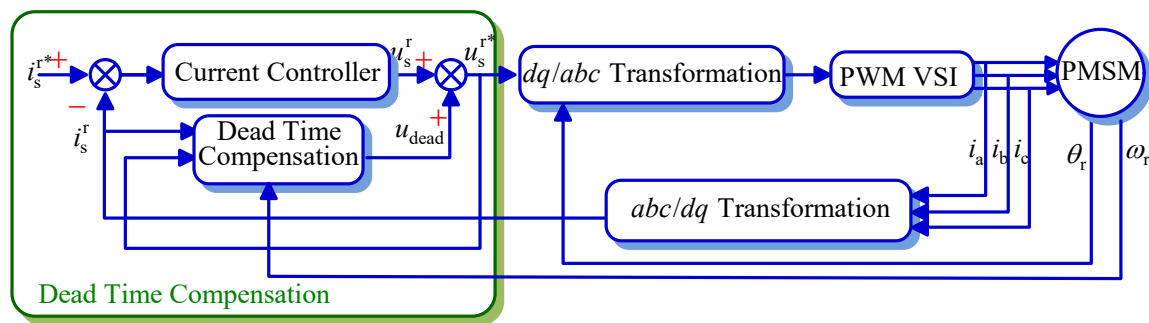 i_s^{r*} +
−
i_s^r
Current Controller
u_s^r +
u_s^{r*}
+
u_dead
Dead Time
Compensation
dq/abc Transformation
PWM VSI
PMSM
i_a i_b i_c
θ_r
ω_r
abc/dq Transformation
Dead Time Compensation